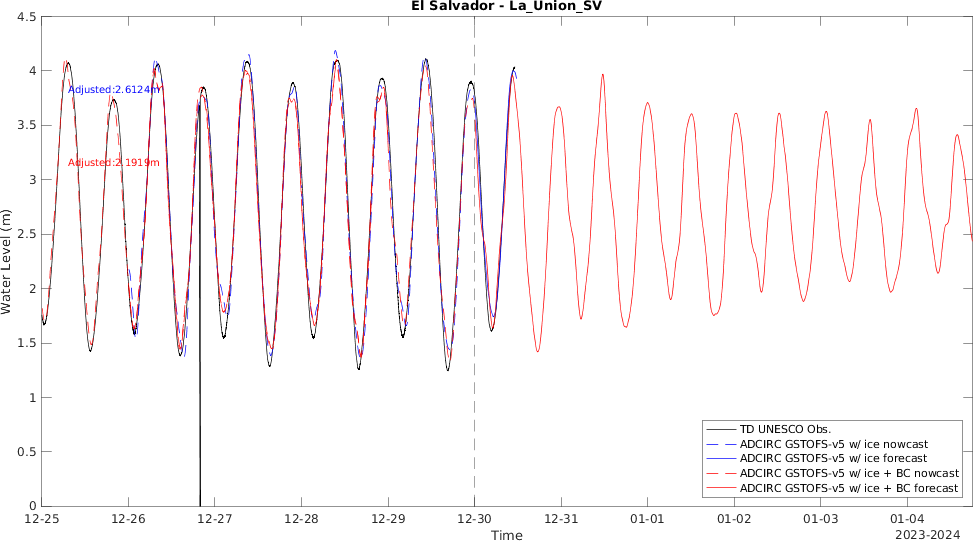 El Salvador - La_Union_SV
4.5
4
3.5
3
2.5
2
1.5
1
0.5
0
Water Level (m)
Adjusted:2.6124m
Adjusted:2.1919m
TD UNESCO Obs.
ADCIRC GSTOFS-v5 w/ ice nowcast
ADCIRC GSTOFS-v5 w/ ice forecast
ADCIRC GSTOFS-v5 w/ ice + BC nowcast
ADCIRC GSTOFS-v5 w/ ice + BC forecast
12-25 12-26 12-27 12-28 12-29 12-30 12-31 01-01 01-02 01-03 01-04
Time
2023-2024